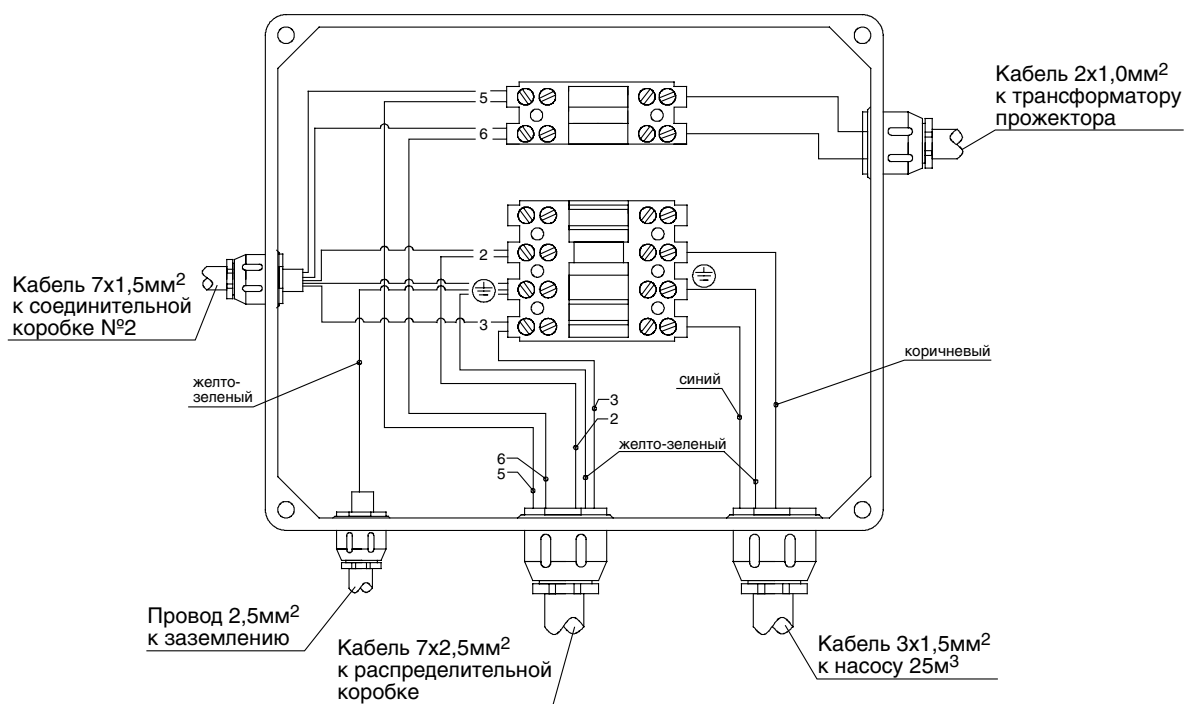 Кабель 2х1,0мм²
к трансформатору
прожектора
5
6
2
3
Кабель 7х1,5мм²
к соединительной
коробке №2
желто-
зеленый
синий
коричневый
3
2
желто-зеленый
6
5
Провод 2,5мм²
к заземлению
Кабель 7х2,5мм²
к распределительной
коробке
Кабель 3х1,5мм²
к насосу 25м³